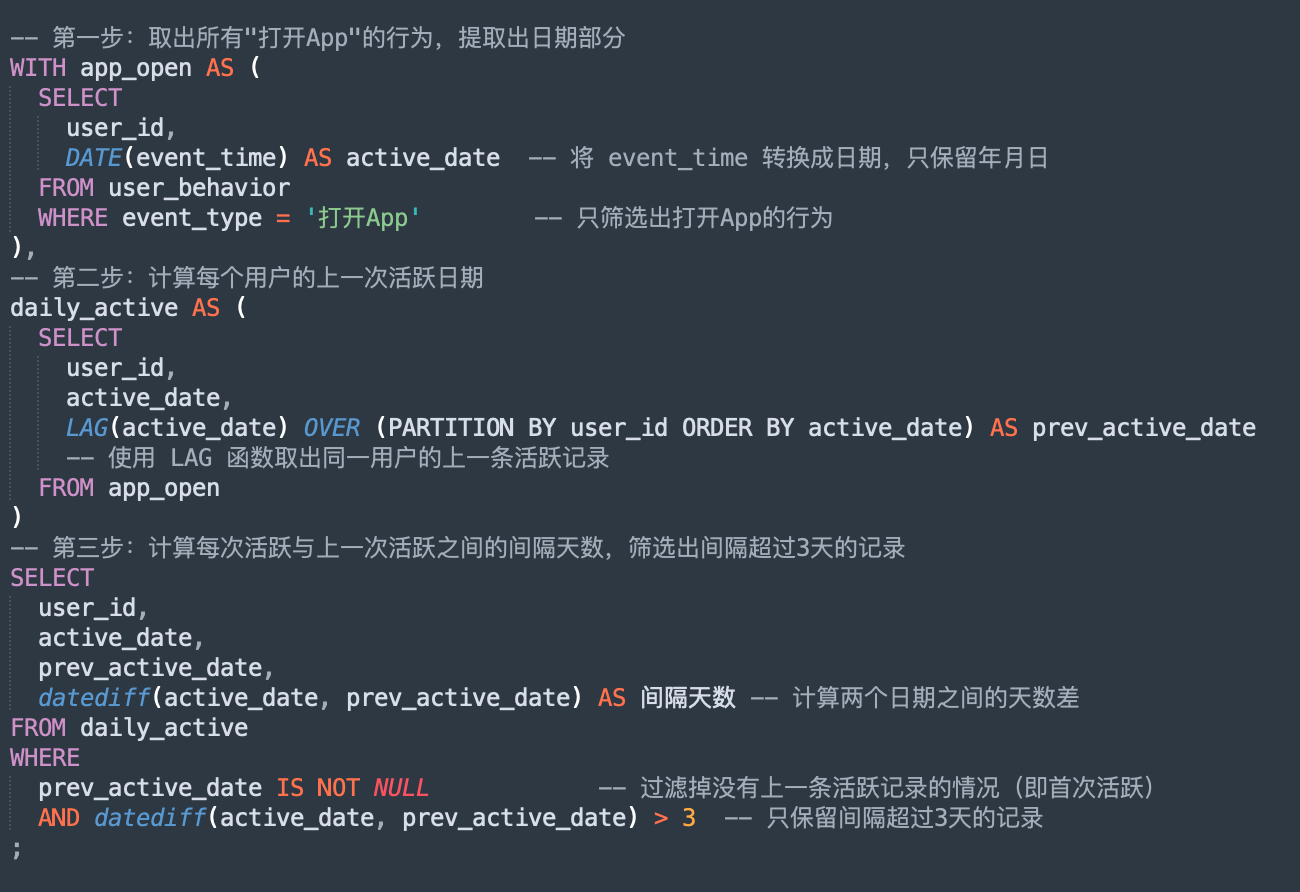 -- 第一步：取出所有"打开App"的行为，提取出日期部分
WITH app_open AS (
  SELECT
    user_id,
    DATE(event_time) AS active_date  -- 将 event_time 转换成日期，只保留年月日
  FROM user_behavior
  WHERE event_type = '打开App'        -- 只筛选出打开App的行为
),
-- 第二步：计算每个用户的上一次活跃日期
daily_active AS (
  SELECT
    user_id,
    active_date,
    LAG(active_date) OVER (PARTITION BY user_id ORDER BY active_date) AS prev_active_date
    -- 使用 LAG 函数取出同一用户的上一条活跃记录
  FROM app_open
)
-- 第三步：计算每次活跃与上一次活跃之间的间隔天数，筛选出间隔超过3天的记录
SELECT
  user_id,
  active_date,
  prev_active_date,
  datediff(active_date, prev_active_date) AS 间隔天数 -- 计算两个日期之间的天数差
FROM daily_active
WHERE
  prev_active_date IS NOT NULL            -- 过滤掉没有上一条活跃记录的情况（即首次活跃）
  AND datediff(active_date, prev_active_date) > 3  -- 只保留间隔超过3天的记录
;